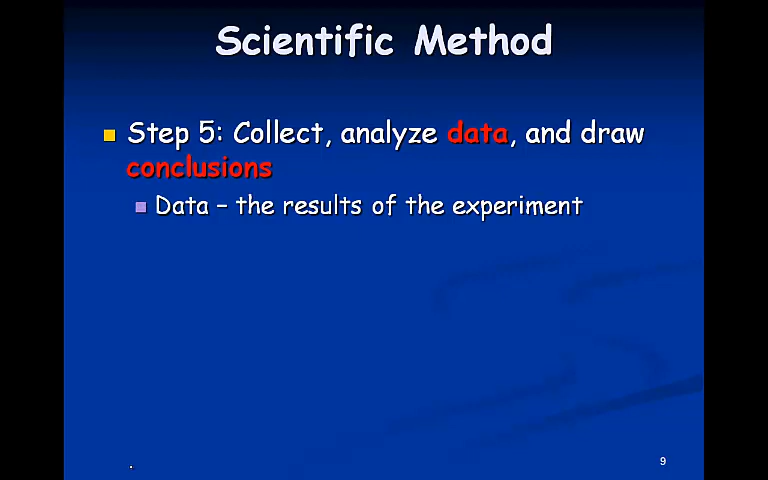 Scientific Method
Step 5: Collect, analyze data, and draw
conclusions
Data – the results of the experiment
9